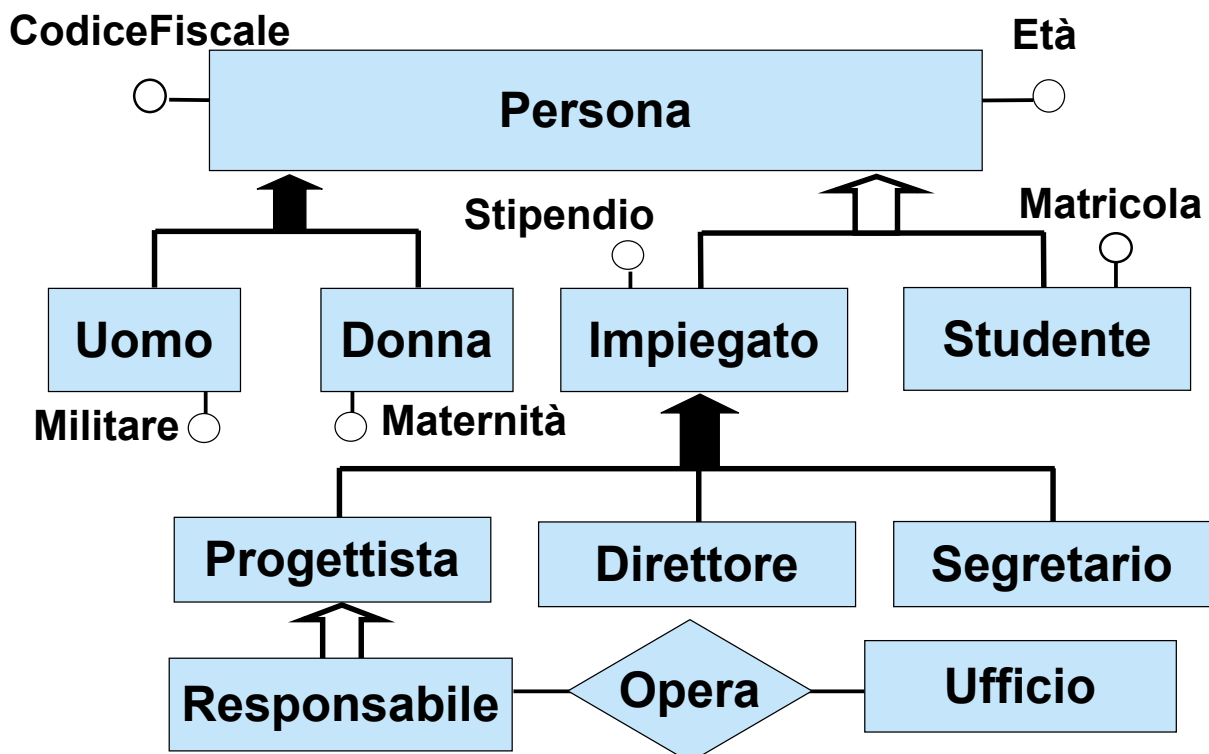 CodiceFiscale
Età
Persona
Stipendio
Matricola
Uomo
Donna
Impiegato
Studente
Militare
Maternità
Progettista
Direttore
Segretario
Responsabile
Opera
Ufficio